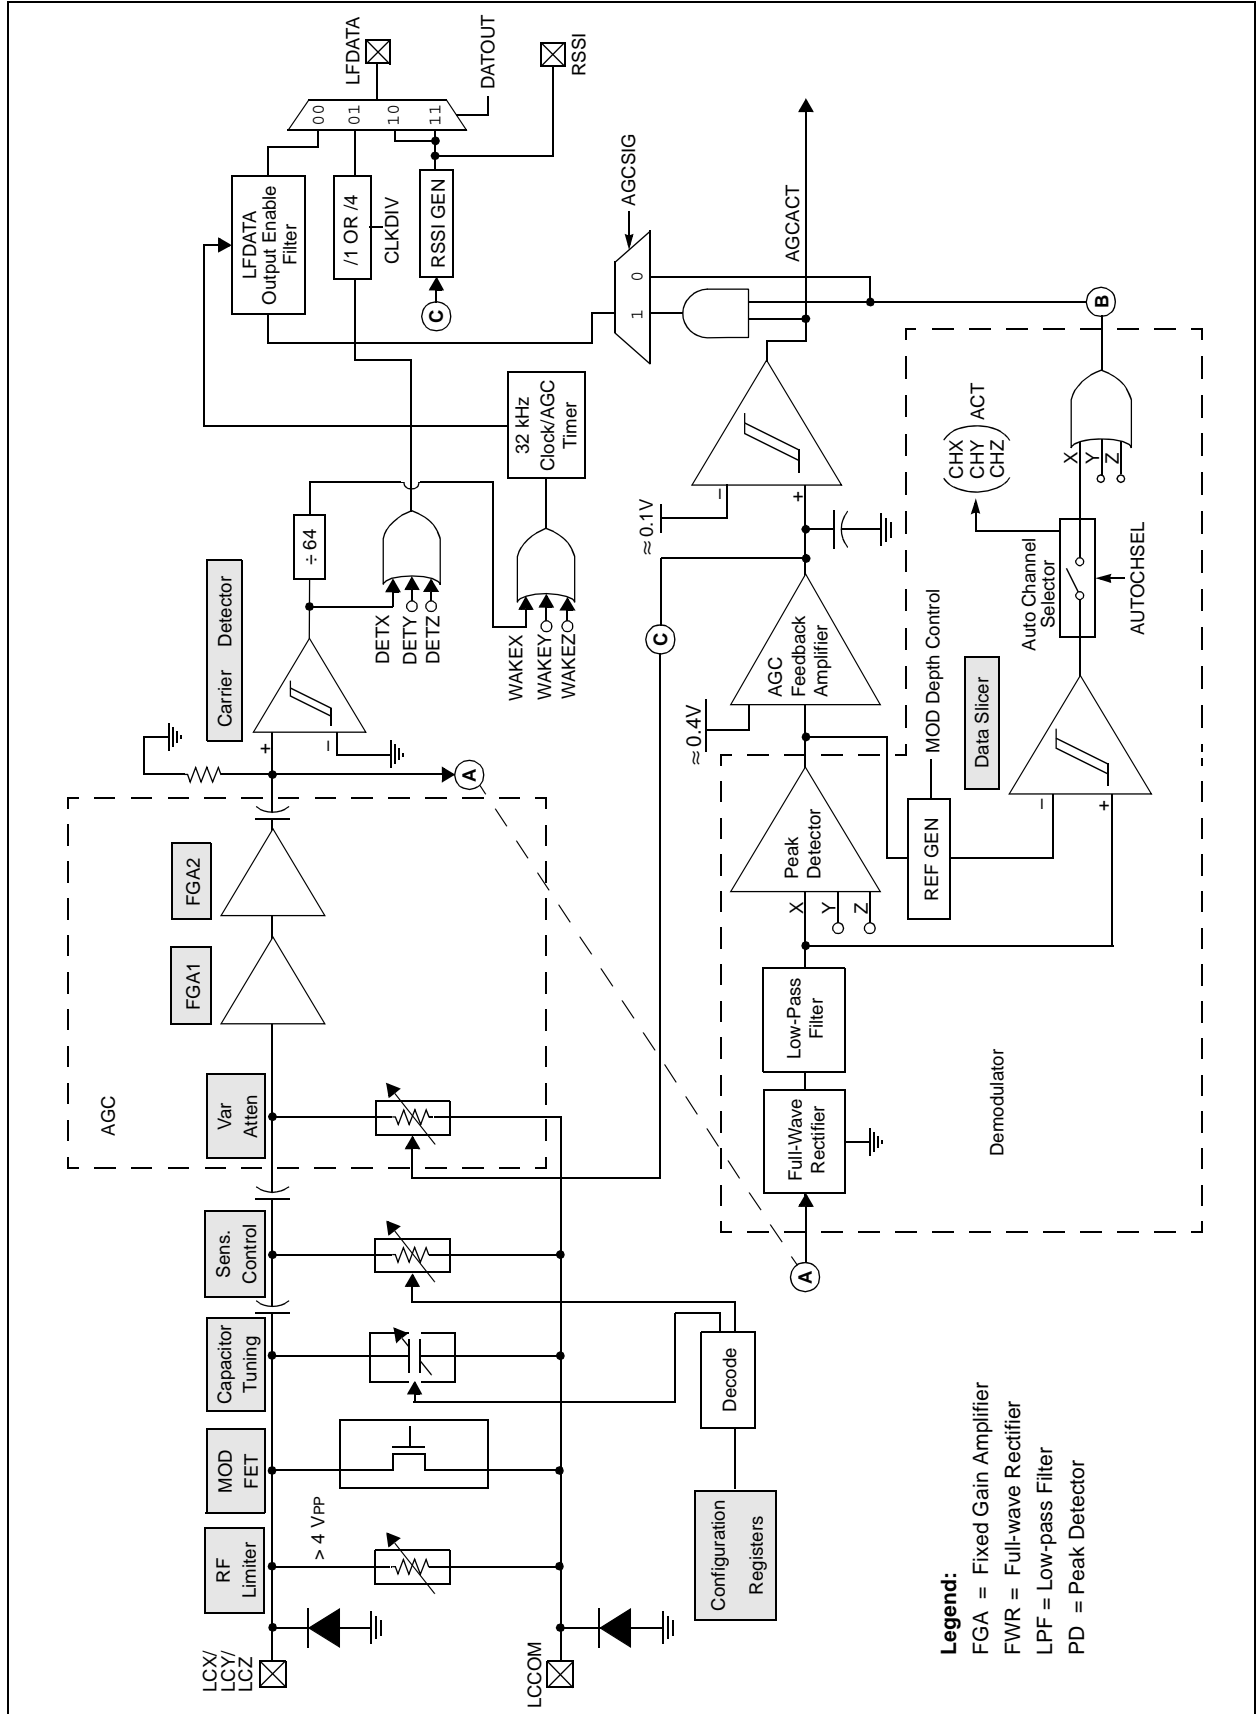 LCX/
LCY/
LCZ
LCCOM
RF
Limiter
> 4 VPP
MOD
FET
Capacitor
Tuning
Sens.
Control
Var
Atten
AGC
FGA1
FGA2
Carrier Detector
+
–
A
÷ 64
DETX
DETY
DETZ
WAKEX
WAKEY
WAKEZ
32 kHz
Clock/AGC
Timer
LFDATA
Output Enable
Filter
/1 OR /4
CLKDIV
RSSI GEN
C
00
01
10
11
LFDATA
DATOUT
RSSI
Configuration
Registers
Decode
A
Full-Wave
Rectifier
Low-Pass
Filter
X
Y
Z
Peak
Detector
≈ 0.4V
AGC
Feedback
Amplifier
C
≈ 0.1V
–
+
1
0
AGCSIG
AGCACT
Demodulator
REF GEN
MOD Depth Control
Data Slicer
–
+
Auto Channel
Selector
AUTOCHSEL
CHX
CHY
CHZ
ACT
X
Y
Z
B
Legend:
FGA = Fixed Gain Amplifier
FWR = Full-wave Rectifier
LPF = Low-pass Filter
PD = Peak Detector